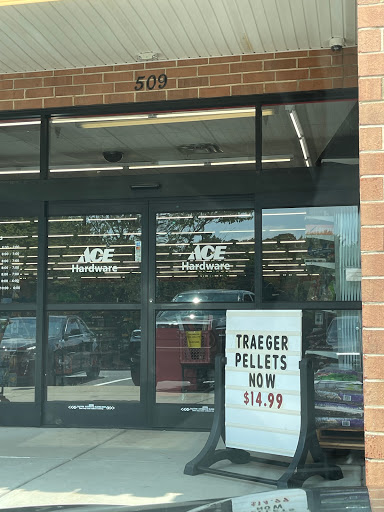 509
ACE
Hardware
ACE
Hardware
TRAEGER
PELLETS
NOW
$14.99